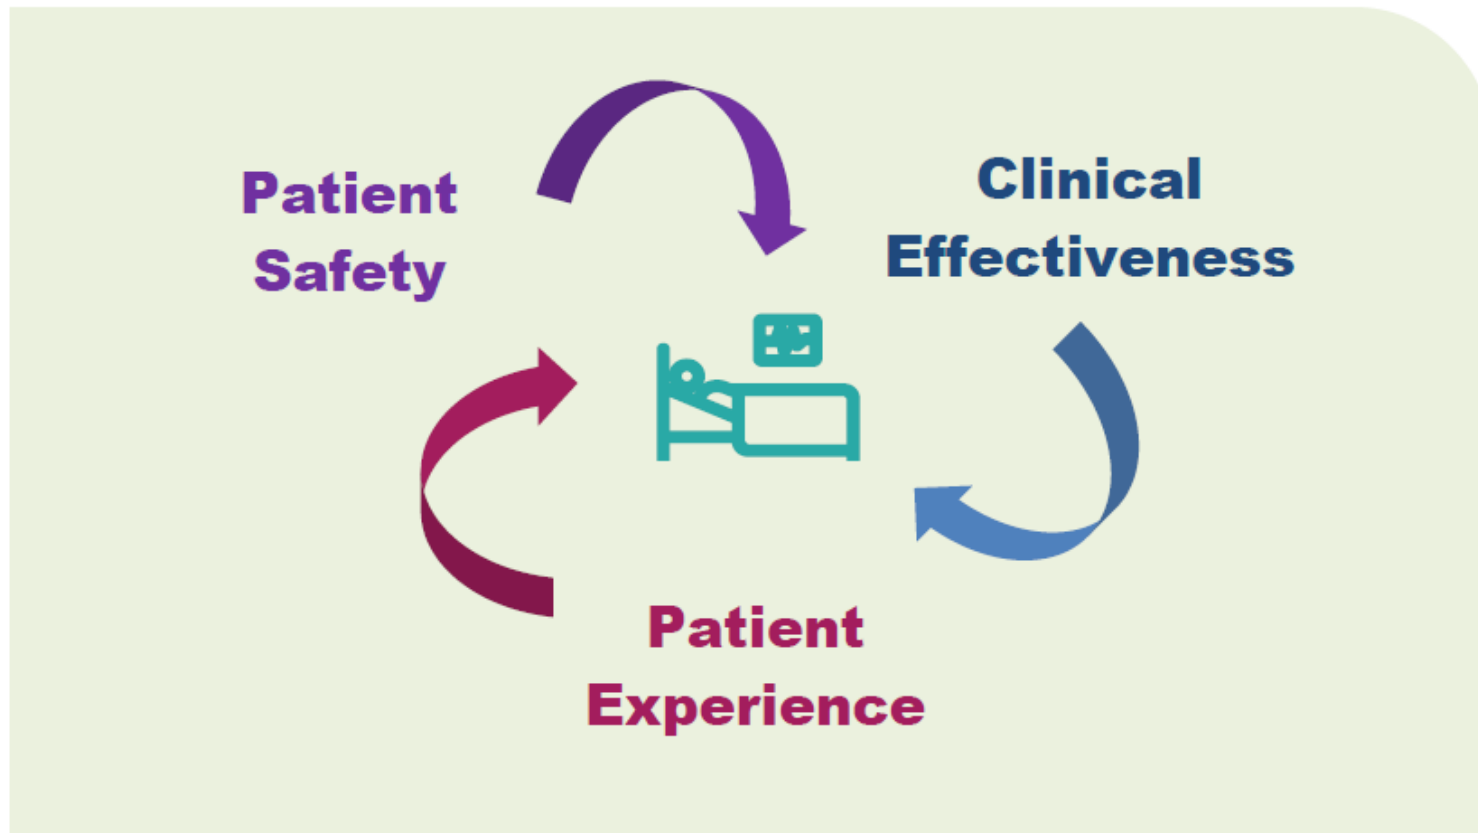 Patient
Safety
Clinical
Effectiveness
Patient
Experience